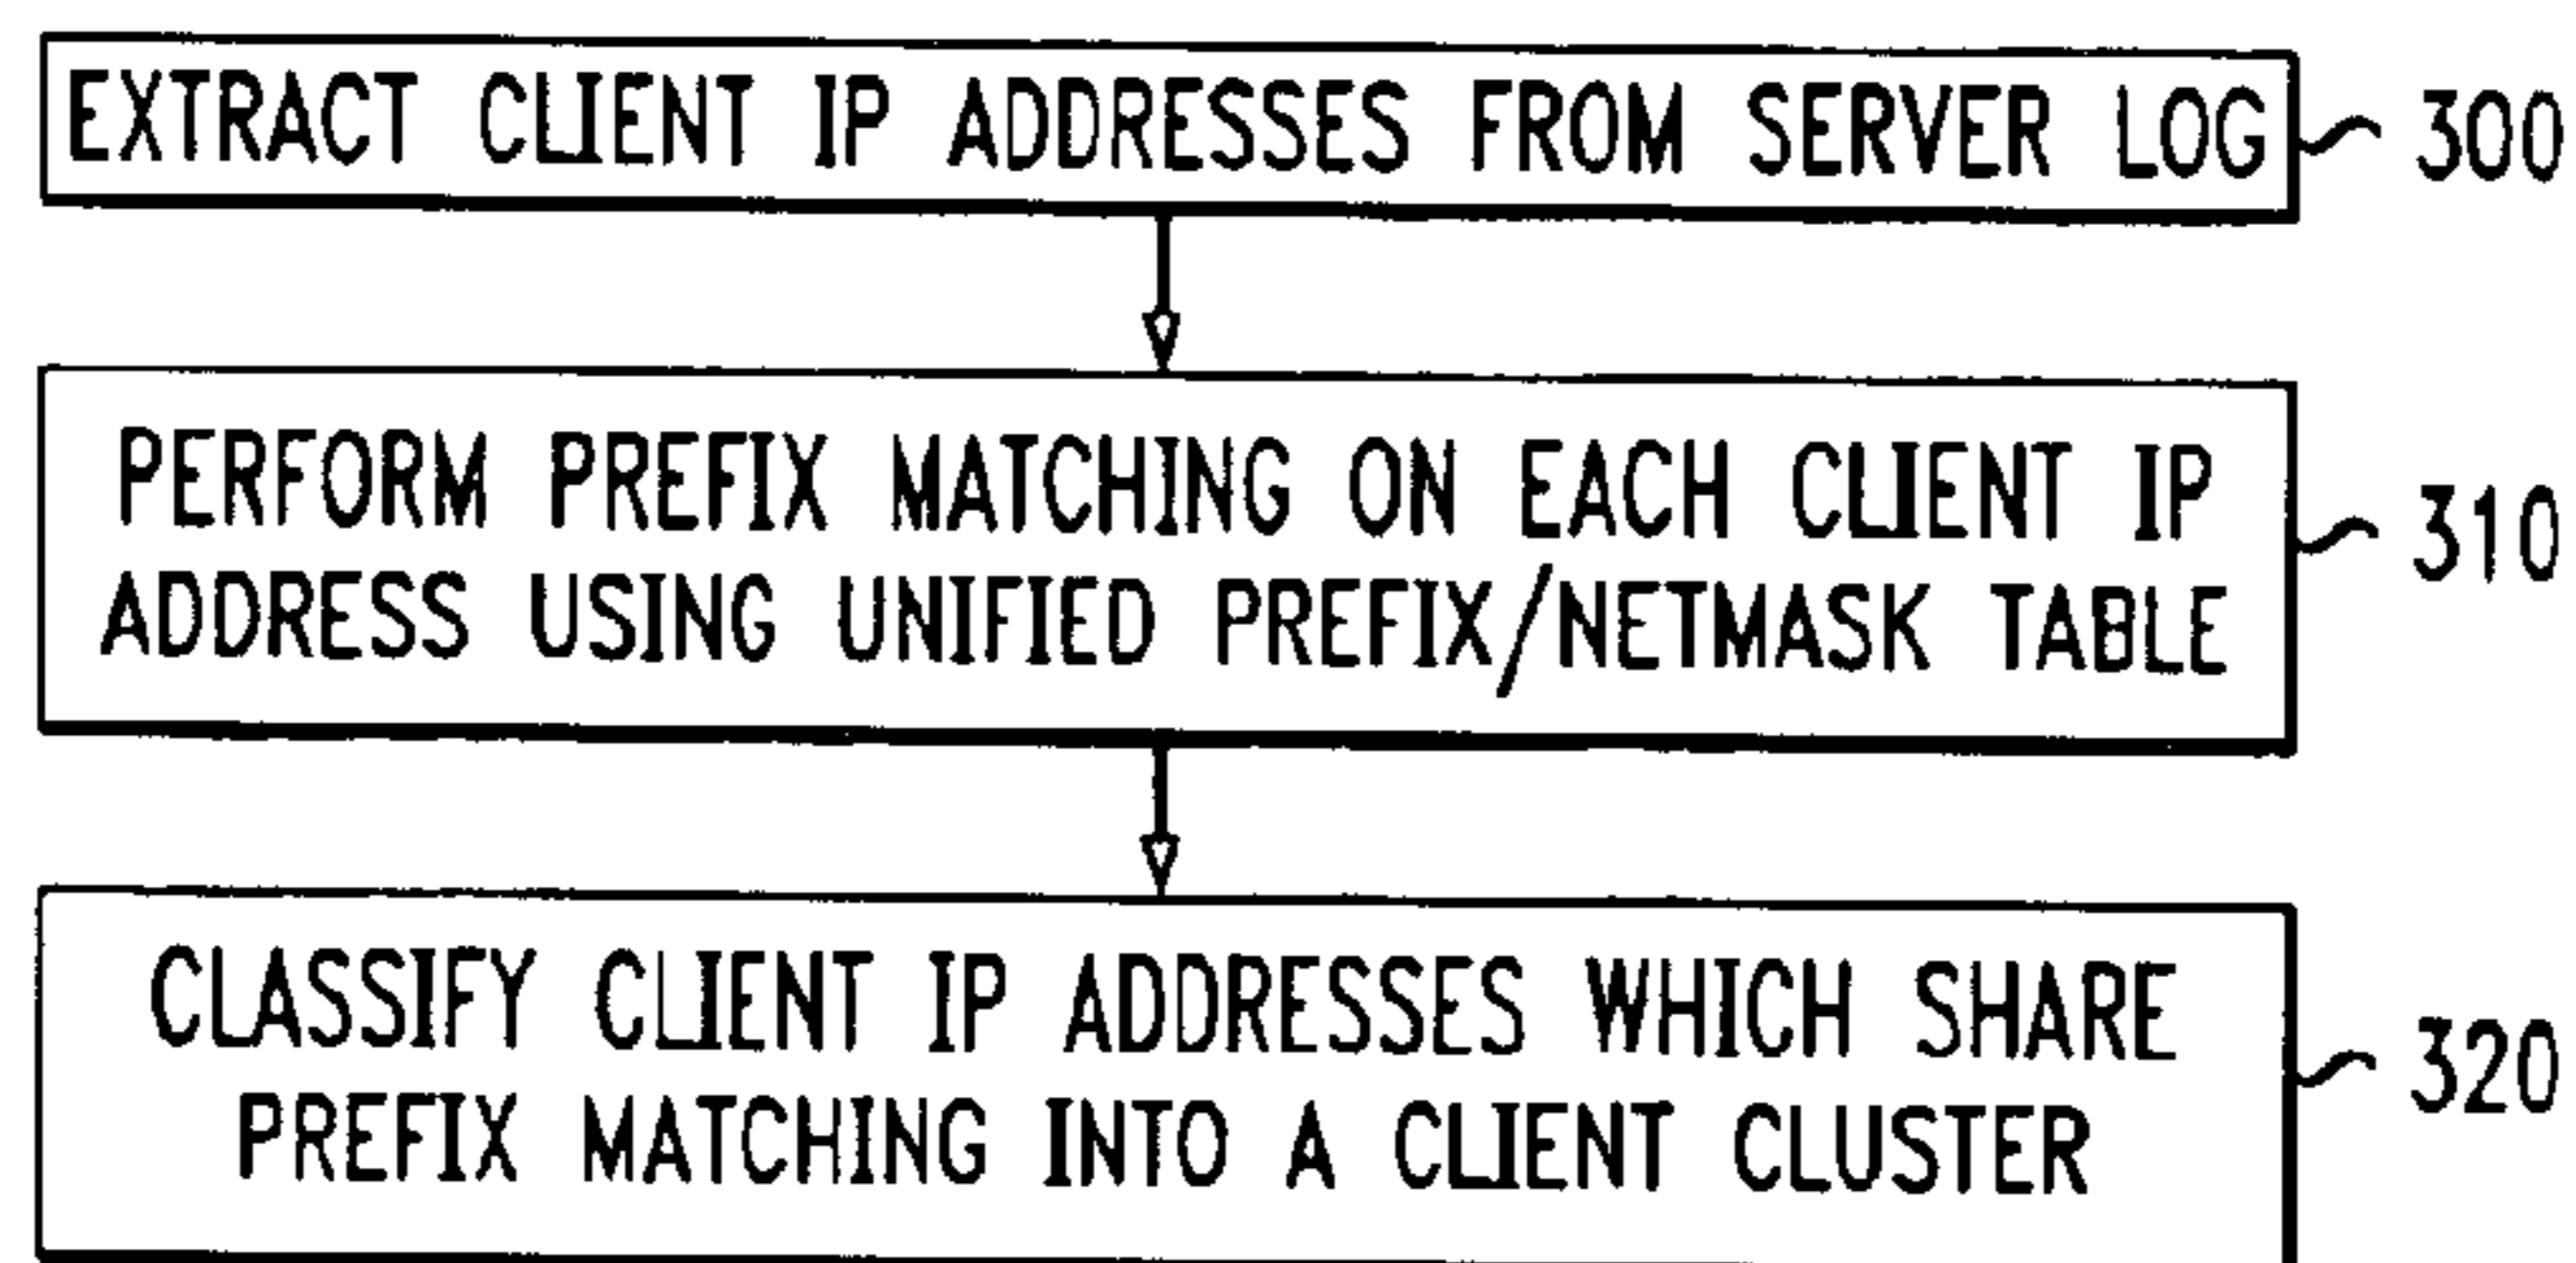 EXTRACT CLIENT IP ADDRESSES FROM SERVER LOG
300
PERFORM PREFIX MATCHING ON EACH CLIENT IP
ADDRESS USING UNIFIED PREFIX/NETMASK TABLE
310
CLASSIFY CLIENT IP ADDRESSES WHICH SHARE
PREFIX MATCHING INTO A CLIENT CLUSTER
320